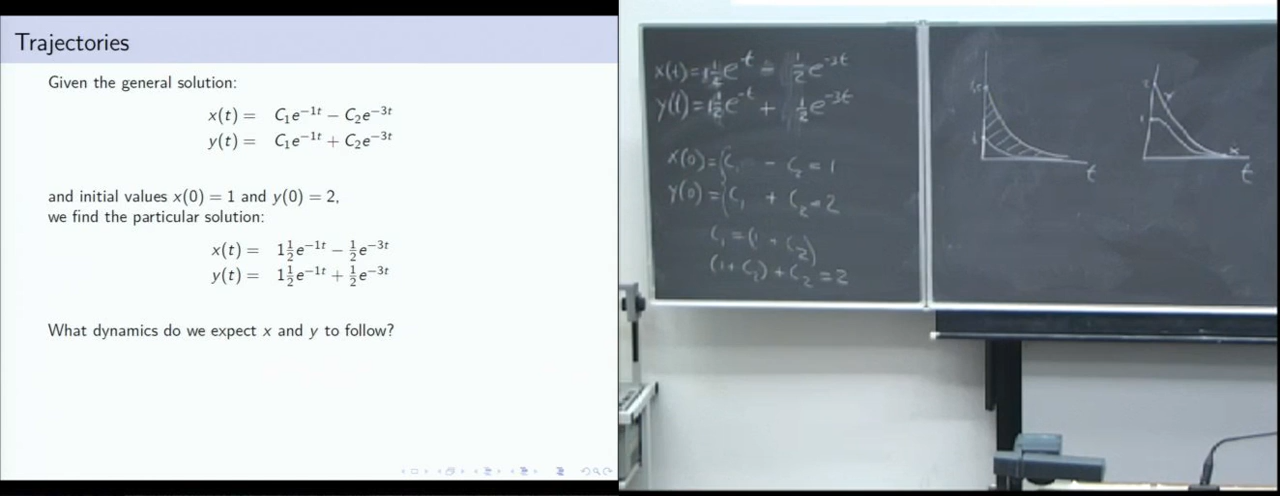 Trajectories
Given the general solution:
x(t) = C₁e⁻¹ᵗ − C₂e⁻³ᵗ
y(t) = C₁e⁻¹ᵗ + C₂e⁻³ᵗ
and initial values x(0) = 1 and y(0) = 2,
we find the particular solution:
x(t) = 1½e⁻¹ᵗ − ½e⁻³ᵗ
y(t) = 1½e⁻¹ᵗ + ½e⁻³ᵗ
What dynamics do we expect x and y to follow?
x(t) = 1½e⁻ᵗ − ½e⁻³ᵗ
y(t) = 1½e⁻ᵗ + ½e⁻³ᵗ
x(0) = C₁ − C₂ = 1
y(0) = C₁ + C₂ = 2
C₁ = (1 + C₂)
(1 + C₂) + C₂ = 2
t
2
y
1
x
t